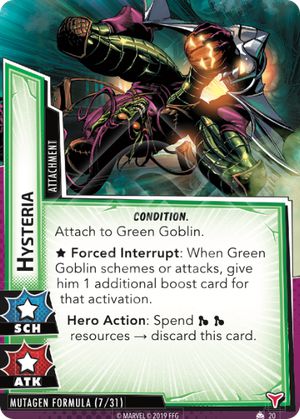 HYSTERIA
ATTACHMENT
CONDITION.
Attach to Green Goblin.
★ Forced Interrupt: When Green
Goblin schemes or attacks, give
him 1 additional boost card for
that activation.
Hero Action: Spend
resources → discard this card.
SCH
ATK
MUTAGEN FORMULA (7/31)
© MARVEL © 2019 FFG
20